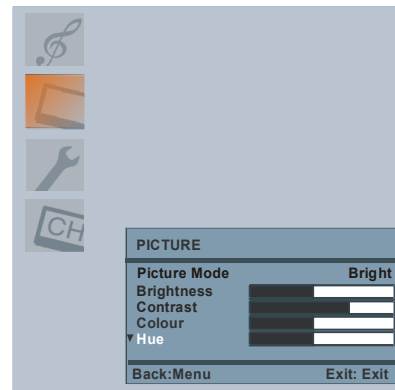 CH
PICTURE
Picture Mode Bright
Brightness
Contrast
Colour
Hue
Back:Menu Exit: Exit